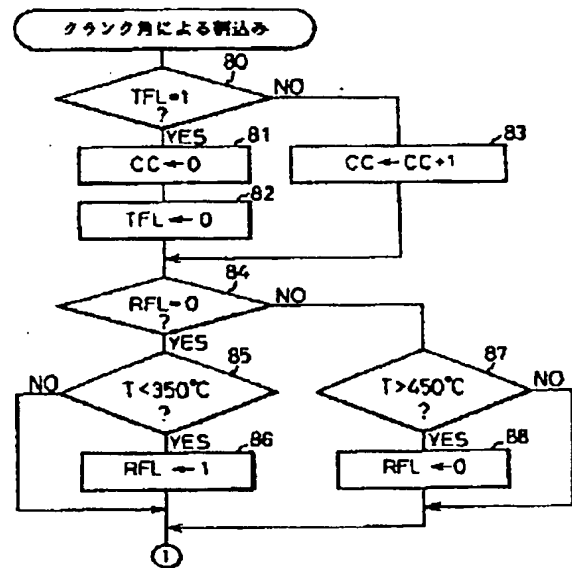 クランク角による割込み
80
TFL=1
?
NO
YES
81
CC←0
83
CC←CC+1
82
TFL←0
84
RFL=0
?
NO
YES
85
T<350°C
?
NO
YES
87
T>450°C
?
NO
YES
86
RFL←1
88
RFL←0
1